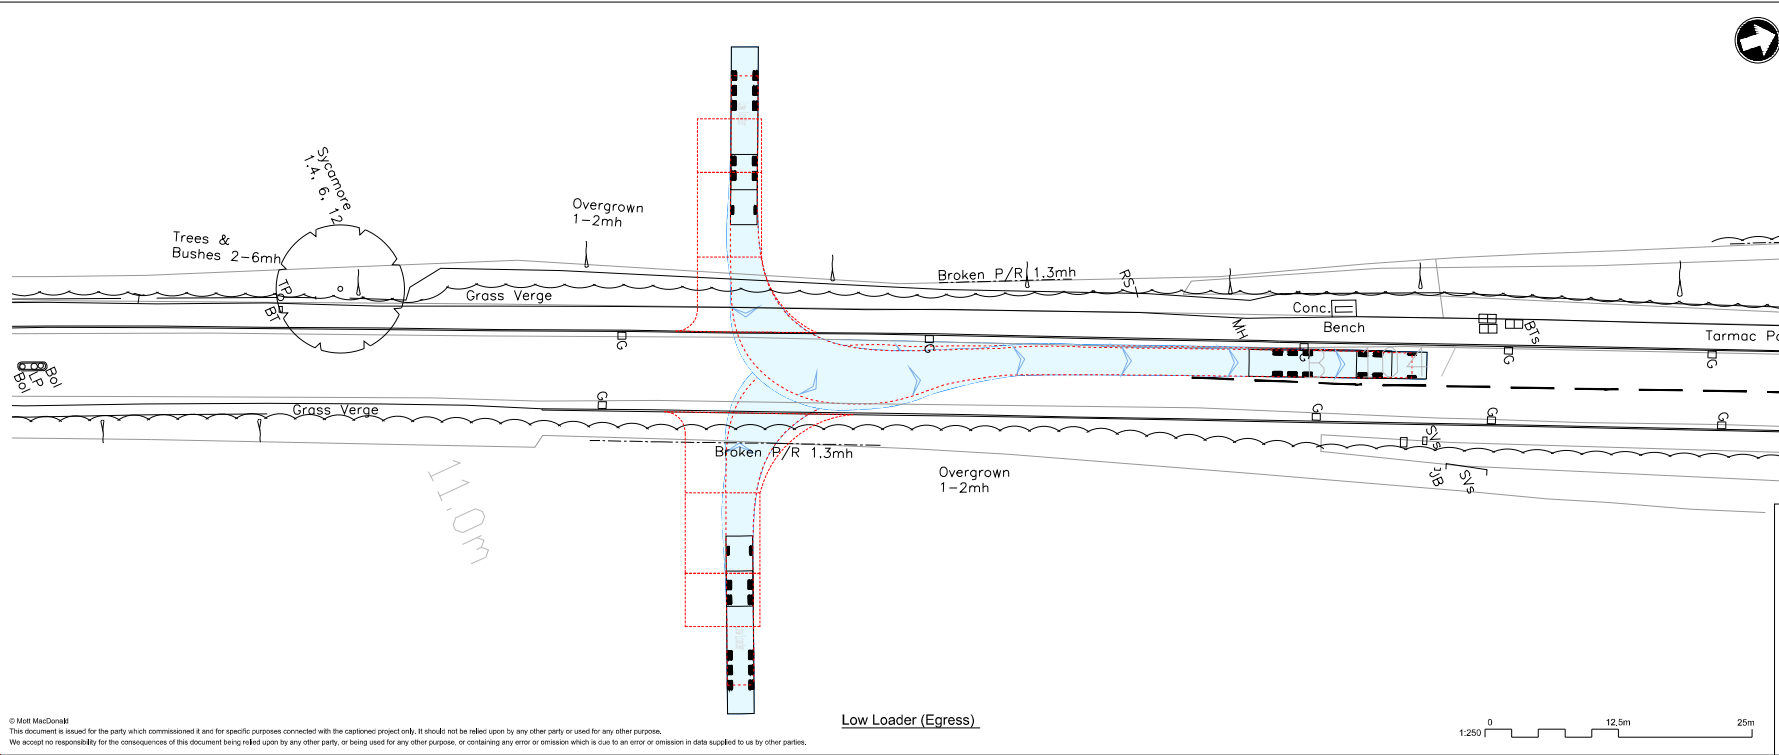 Sycamore
1.4, 6, 12
Overgrown
1-2mh
Trees &
Bushes 2-6mh
TP
BT
Grass Verge
Broken P/R 1.3mh
RS
Conc.
Bench
MH
BTs
Tarmac
G
G
G
G
G
Bol
LP
Bol
Grass Verge
G
G
G
G
Broken P/R 1.3mh
Overgrown
1-2mh
SVs
JB
SVs
11.0m
Low Loader (Egress)
1:250
0
12.5m
25m
© Mott MacDonald
This document is issued for the party which commissioned it and for specific purposes connected with the captioned project only. It should not be relied upon by any other party or used for any other purpose.
We accept no responsibility for the consequences of this document being relied upon by any other party, or being used for any other purpose, or containing any error or omission which is due to an error or omission in data supplied to us by other parties.